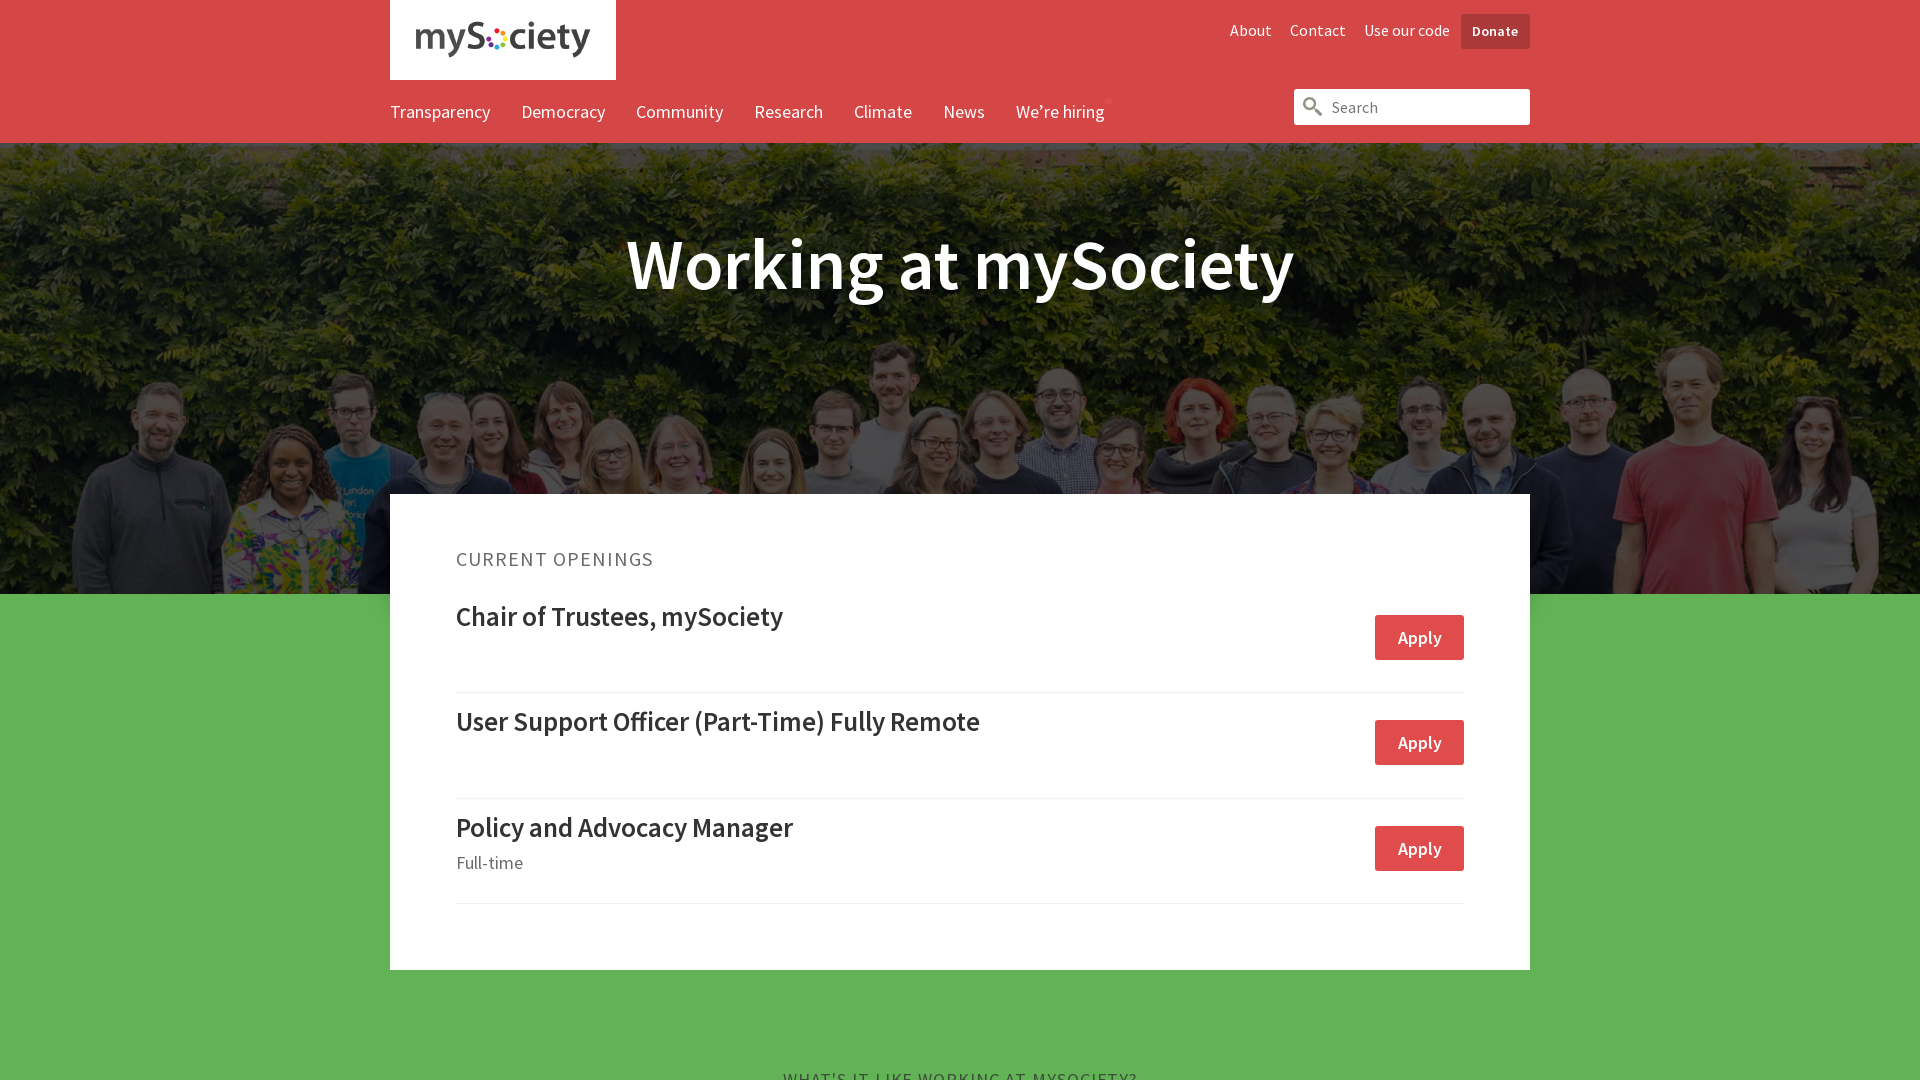 mySociety
About
Contact
Use our code
Donate
Transparency
Democracy
Community
Research
Climate
News
We’re hiring
Search
Working at mySociety
CURRENT OPENINGS
Chair of Trustees, mySociety
Apply
User Support Officer (Part-Time) Fully Remote
Apply
Policy and Advocacy Manager
Full-time
Apply
WHAT'S IT LIKE WORKING AT MYSOCIETY?